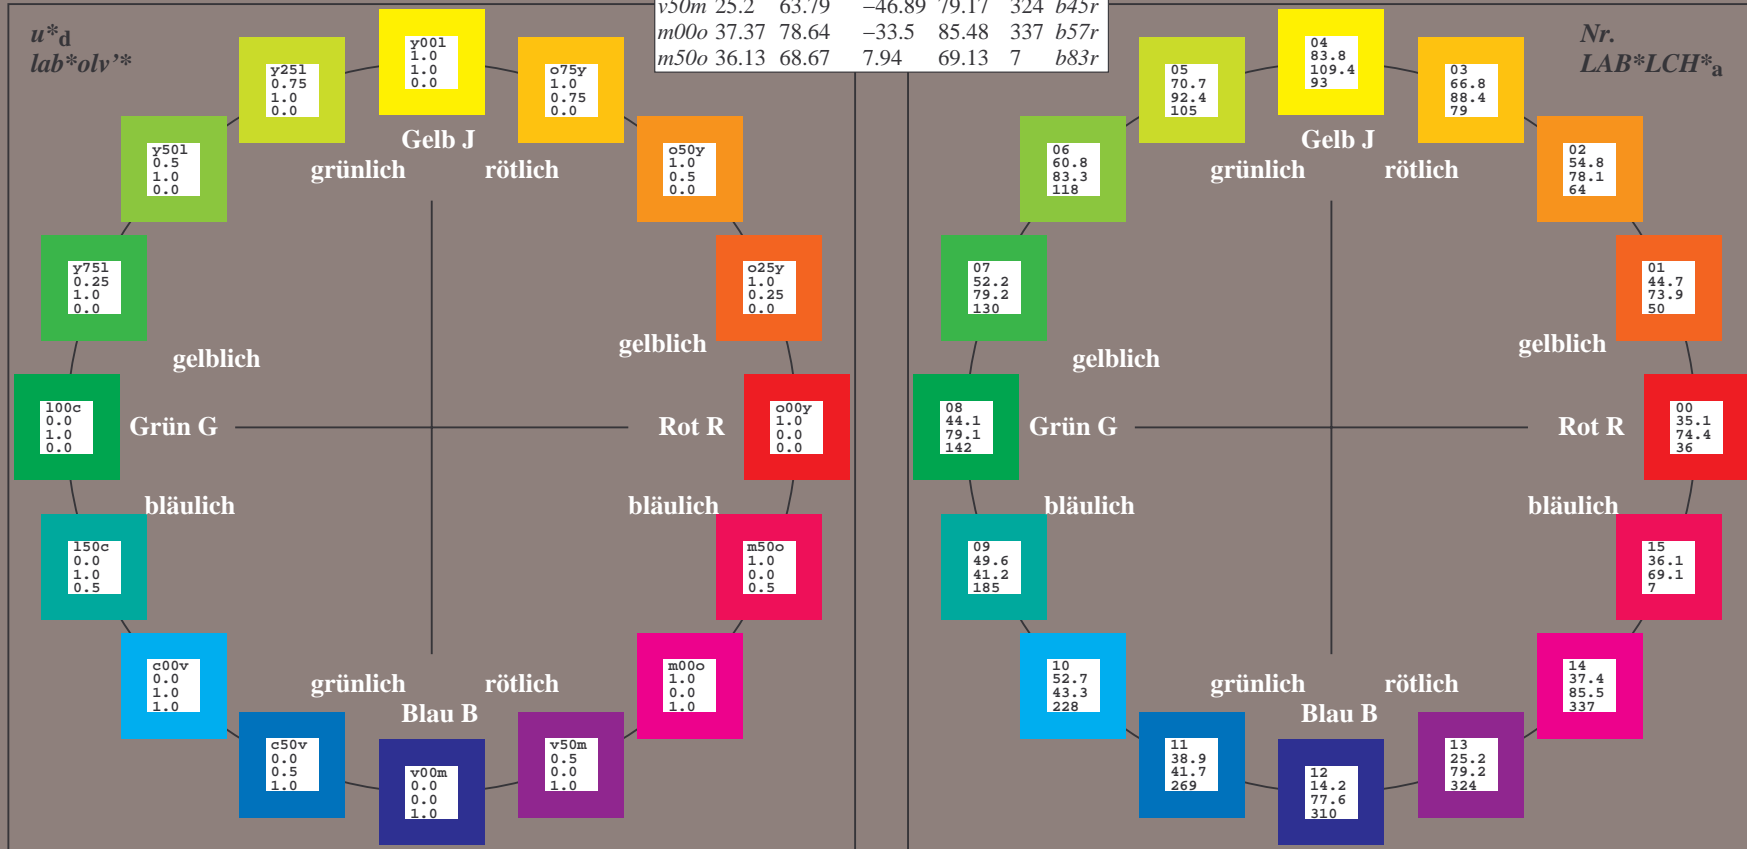 v50m 25.2 63.79 −46.89 79.17 324 b45r
m00o 37.37 78.64 −33.5 85.48 337 b57r
m50o 36.13 68.67 7.94 69.13 7 b83r
u*d
lab*olv'*
y00l
1.0
1.0
0.0
y25l
0.75
1.0
0.0
o75y
1.0
0.75
0.0
y50l
0.5
1.0
0.0
o50y
1.0
0.5
0.0
Gelb J
grünlich rötlich
y75l
0.25
1.0
0.0
o25y
1.0
0.25
0.0
gelblich
gelblich
l00c
0.0
1.0
0.0
Grün G
Rot R
o00y
1.0
0.0
0.0
bläulich
bläulich
l50c
0.0
1.0
0.5
m50o
1.0
0.0
0.5
c00v
0.0
1.0
1.0
m00o
1.0
0.0
1.0
grünlich rötlich
Blau B
c50v
0.0
0.5
1.0
v50m
0.5
0.0
1.0
v00m
0.0
0.0
1.0
Nr.
LAB*LCH*a
04
83.8
109.4
93
05
70.7
92.4
105
03
66.8
88.4
79
06
60.8
83.3
118
02
54.8
78.1
64
Gelb J
grünlich rötlich
07
52.2
79.2
130
01
44.7
73.9
50
gelblich
gelblich
08
44.1
79.1
142
Grün G
Rot R
00
35.1
74.4
36
bläulich
bläulich
09
49.6
41.2
185
15
36.1
69.1
7
10
52.7
43.3
228
14
37.4
85.5
337
grünlich rötlich
Blau B
11
38.9
41.7
269
13
25.2
79.2
324
12
14.2
77.6
310